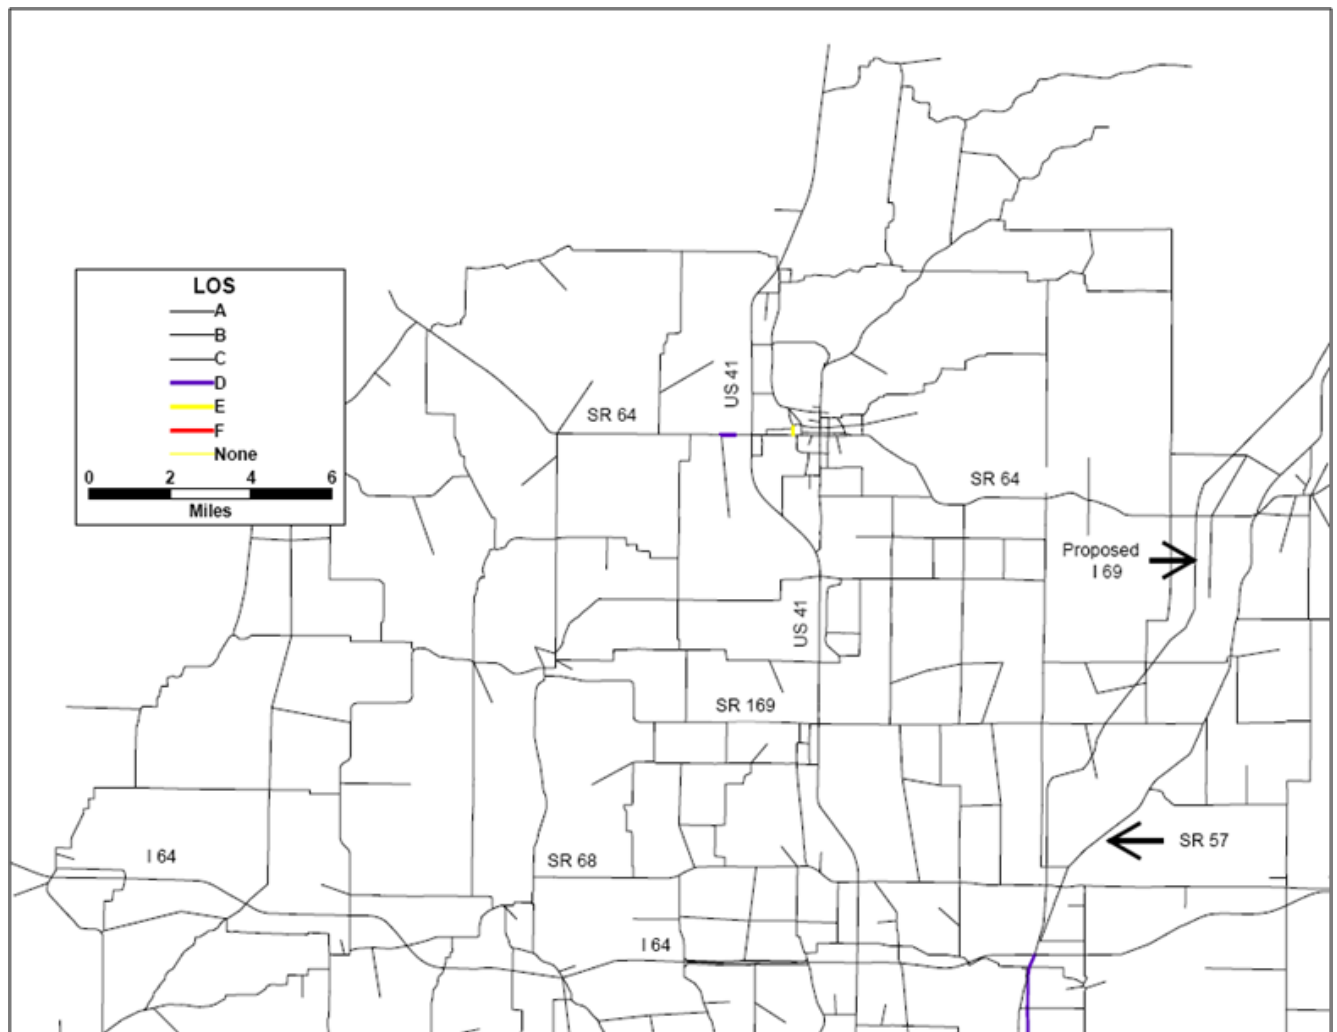 LOS
A
B
C
D
E
F
None
0 2 4 6
Miles
US 41
SR 64
SR 64
Proposed
I 69
US 41
SR 169
I 64
SR 68
SR 57
I 64